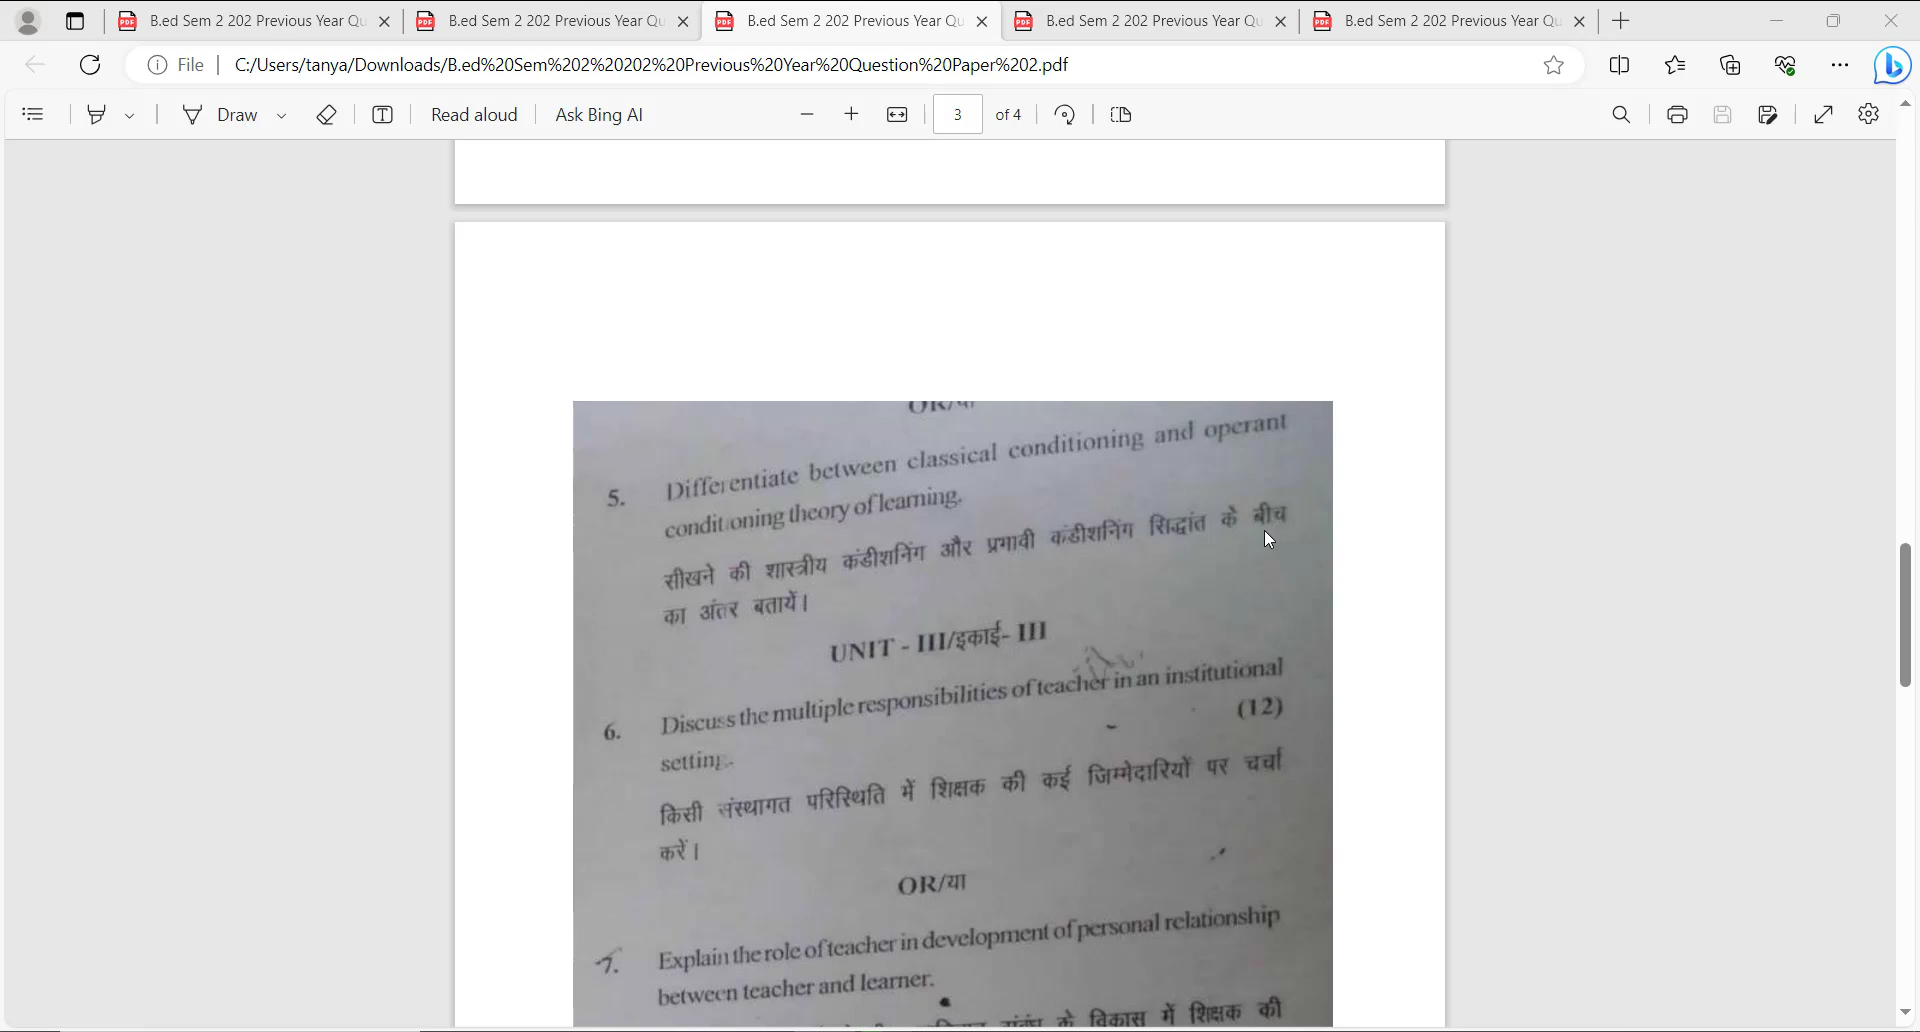 B.ed Sem 2 202 Previous Year Qu
B.ed Sem 2 202 Previous Year Qu
B.ed Sem 2 202 Previous Year Qu
B.ed Sem 2 202 Previous Year Qu
B.ed Sem 2 202 Previous Year Qu
File
C:/Users/tanya/Downloads/B.ed%20Sem%202%20202%20Previous%20Year%20Question%20Paper%202.pdf
Draw
Read aloud
Ask Bing AI
3 of 4
OR/या
5. Differentiate between classical conditioning and operant
conditioning theory of learning.
सीखने की शास्त्रीय कंडीशनिंग और प्रभावी कंडीशनिंग सिद्धांत के बीच
का अंतर बतायें।
UNIT - III/इकाई- III
6. Discuss the multiple responsibilities of teacher in an institutional
setting.
(12)
किसी संस्थागत परिस्थिति में शिक्षक की कई जिम्मेदारियों पर चर्चा
करें।
OR/या
7. Explain the role of teacher in development of personal relationship
between teacher and learner.
संबंध के विकास में शिक्षक की